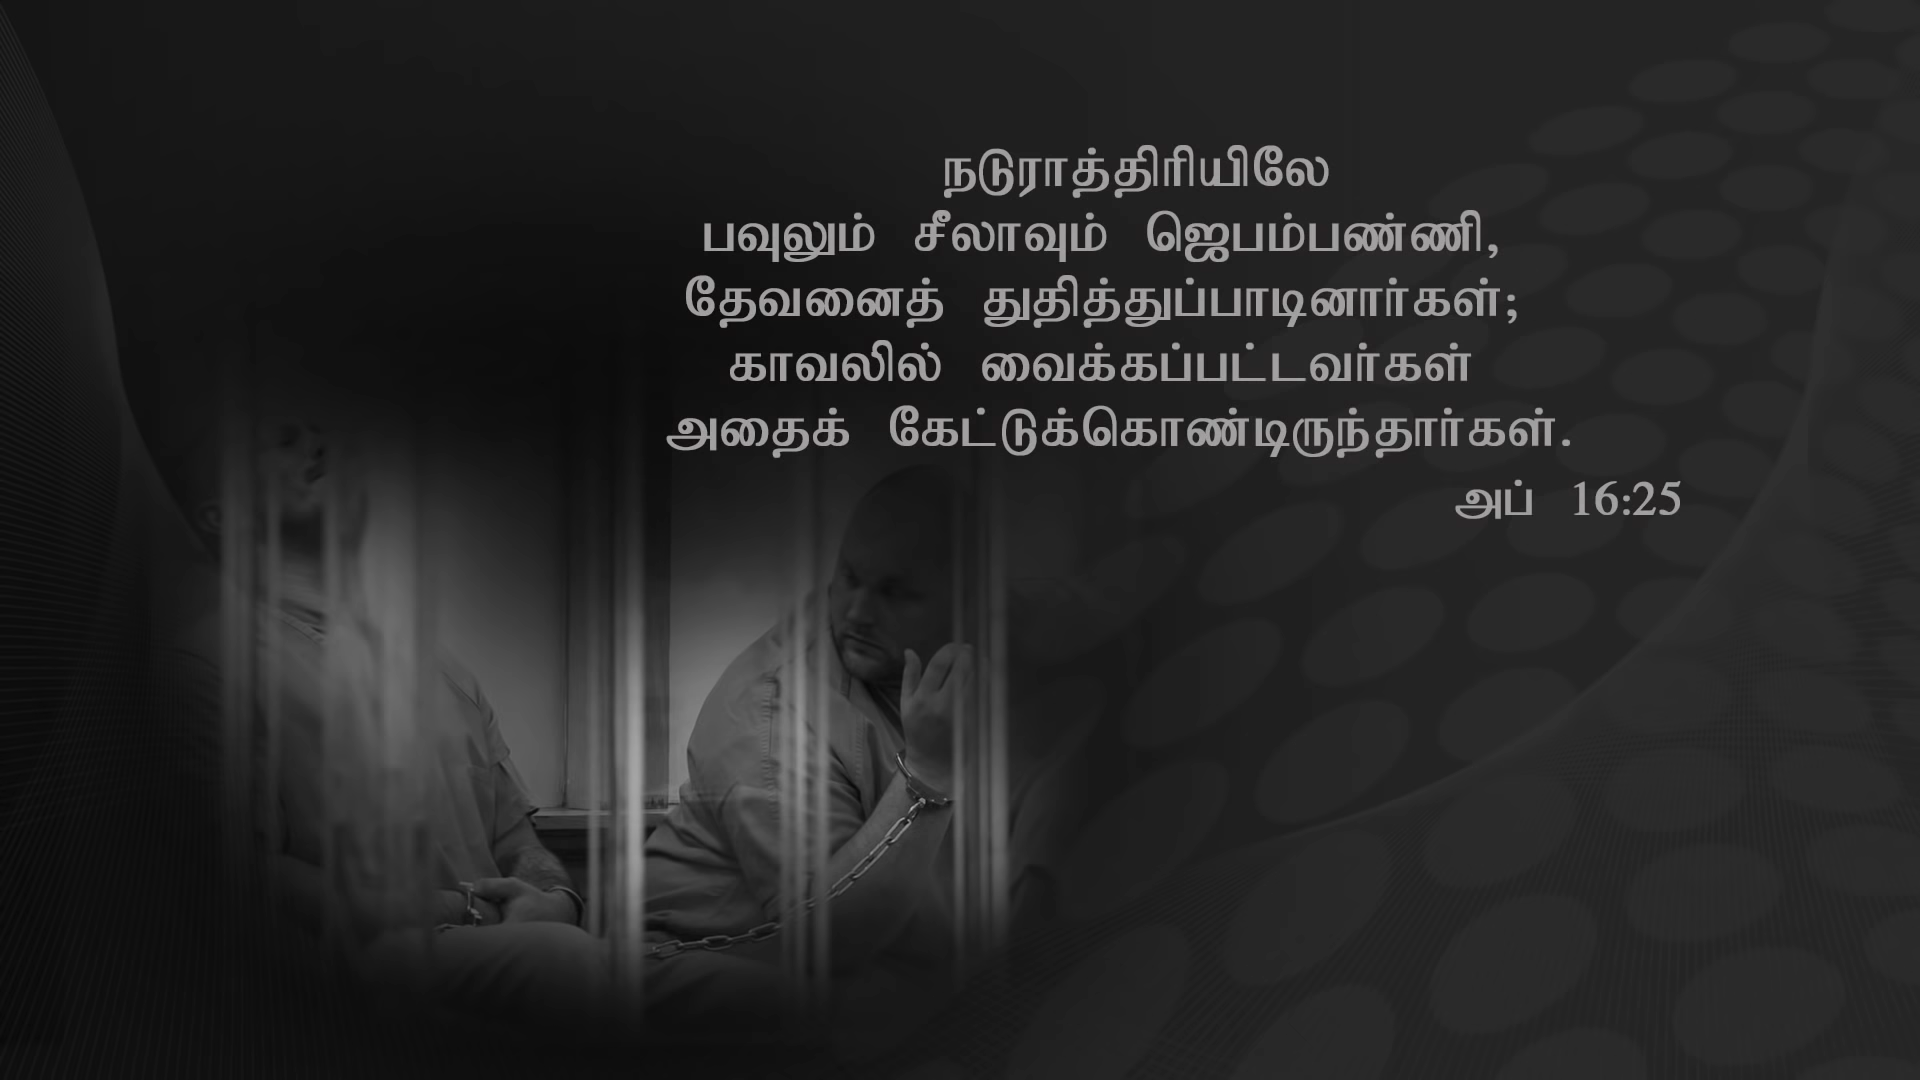 நடுராத்திரியிலே
பவுலும் சீலாவும் ஜெபம்பண்ணி,
தேவனைத் துதித்துப்பாடினார்கள்;
காவலில் வைக்கப்பட்டவர்கள்
அதைக் கேட்டுக்கொண்டிருந்தார்கள்.
அப் 16:25